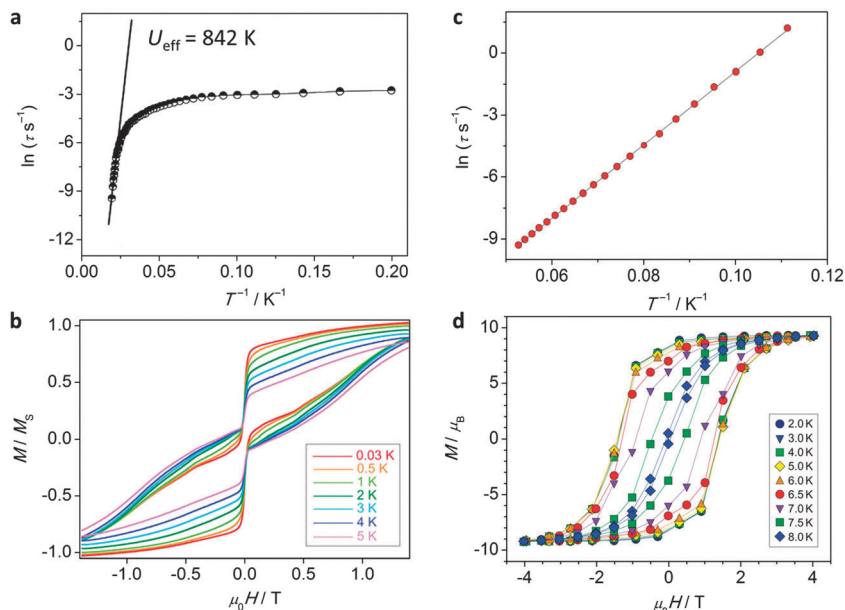 a
U_eff = 842 K
0
-3
-6
-9
-12
ln (τ s⁻¹)
0.00 0.05 0.10 0.15 0.20
T⁻¹ / K⁻¹
c
0
-3
-6
-9
ln (τ s⁻¹)
0.06 0.08 0.10 0.12
T⁻¹ / K⁻¹
b
1.0
0.5
0.0
-0.5
-1.0
M / M_S
0.03 K
0.5 K
1 K
2 K
3 K
4 K
5 K
-1.0 -0.5 0.0 0.5 1.0
μ₀H / T
d
10
5
0
-5
-10
M / μ_B
2.0 K
3.0 K
4.0 K
5.0 K
6.0 K
6.5 K
7.0 K
7.5 K
8.0 K
-4 -2 0 2 4
μ₀H / T